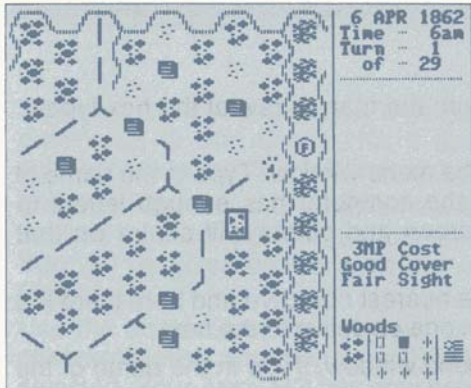 6 APR 1862
Time -- 6am
Turn -- 1
of -- 29
F
3MP Cost
Good Cover
Fair Sight
Woods